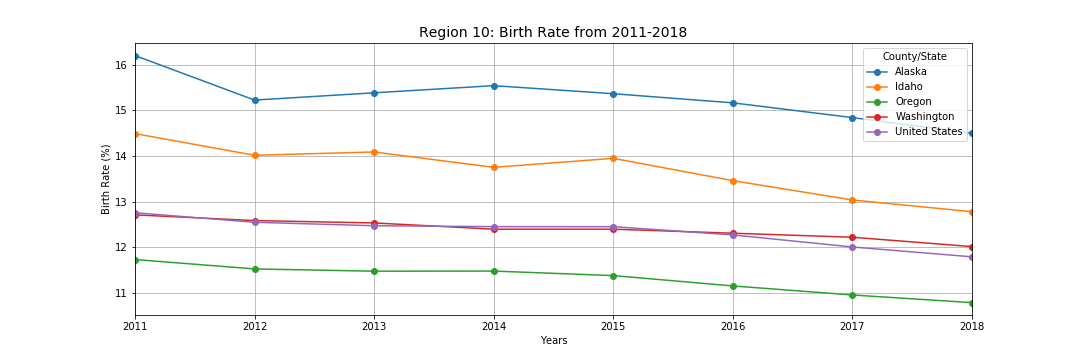 Region 10: Birth Rate from 2011-2018
Birth Rate (%)
16
15
14
13
12
11
County/State
Alaska
Idaho
Oregon
Washington
United States
2011 2012 2013 2014 2015 2016 2017 2018
Years